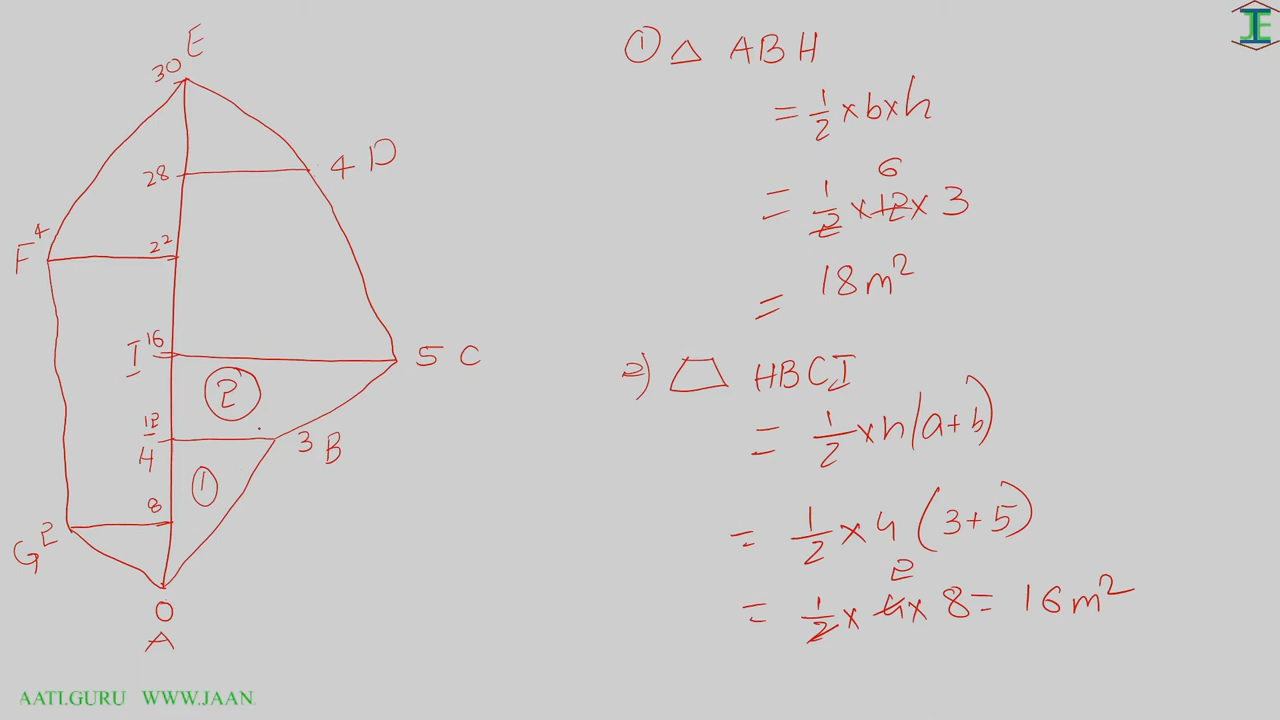 E
30
28
4 D
F 4
22
I 16
5 C
2
12
H
3 B
1
8
G 2
0
A
① △ ABH
= 1/2 × b × h
6
= 1/2 × 12 × 3
= 18 m²
2) HBCI
= 1/2 × h (a + b)
= 1/2 × 4 (3 + 5)
2
= 1/2 × 4 × 8 = 16 m²
JE
AATI.GURU WWW.JAAN.